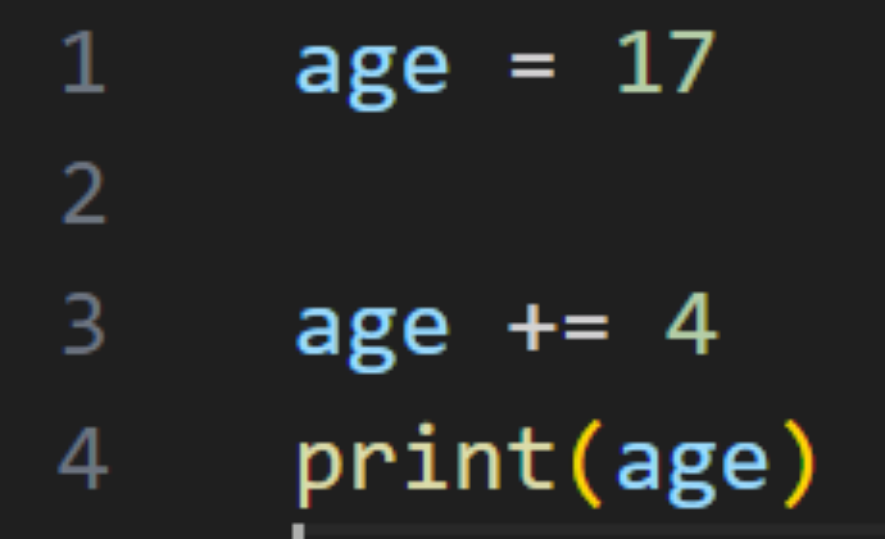 1 age = 17
2
3 age += 4
4 print(age)